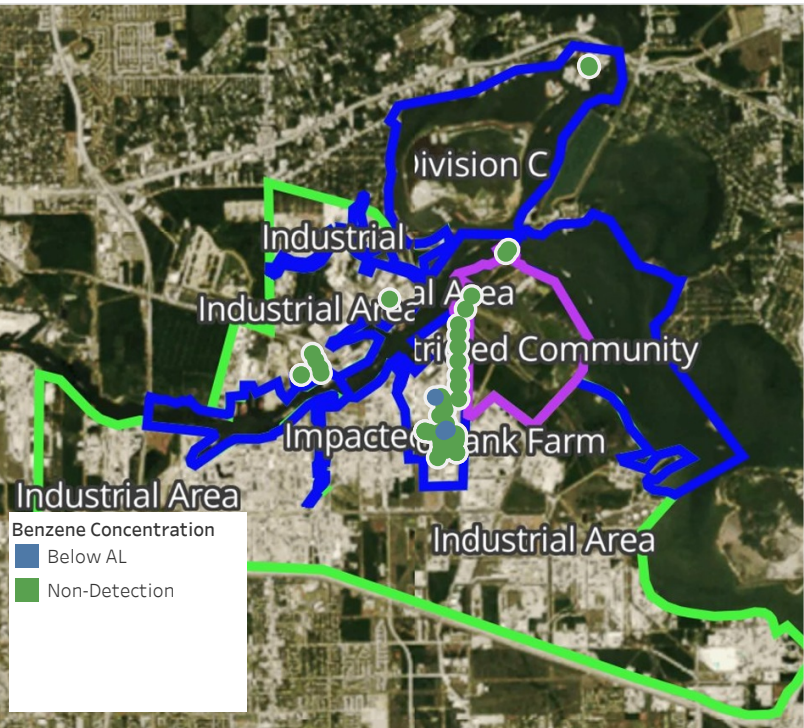 Division C
Industrial
Industrial Area
al Area
tricted Community
Impacted Tank Farm
Industrial Area
Industrial Area
Benzene Concentration
Below AL
Non-Detection